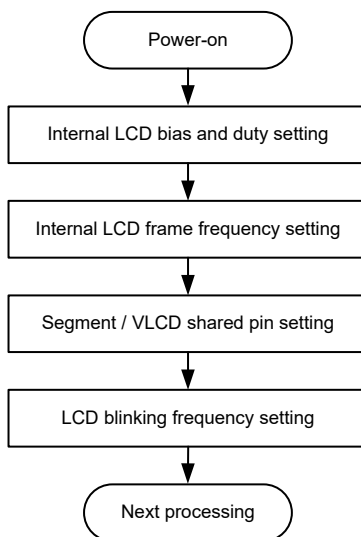 Power-on
Internal LCD bias and duty setting
Internal LCD frame frequency setting
Segment / VLCD shared pin setting
LCD blinking frequency setting
Next processing